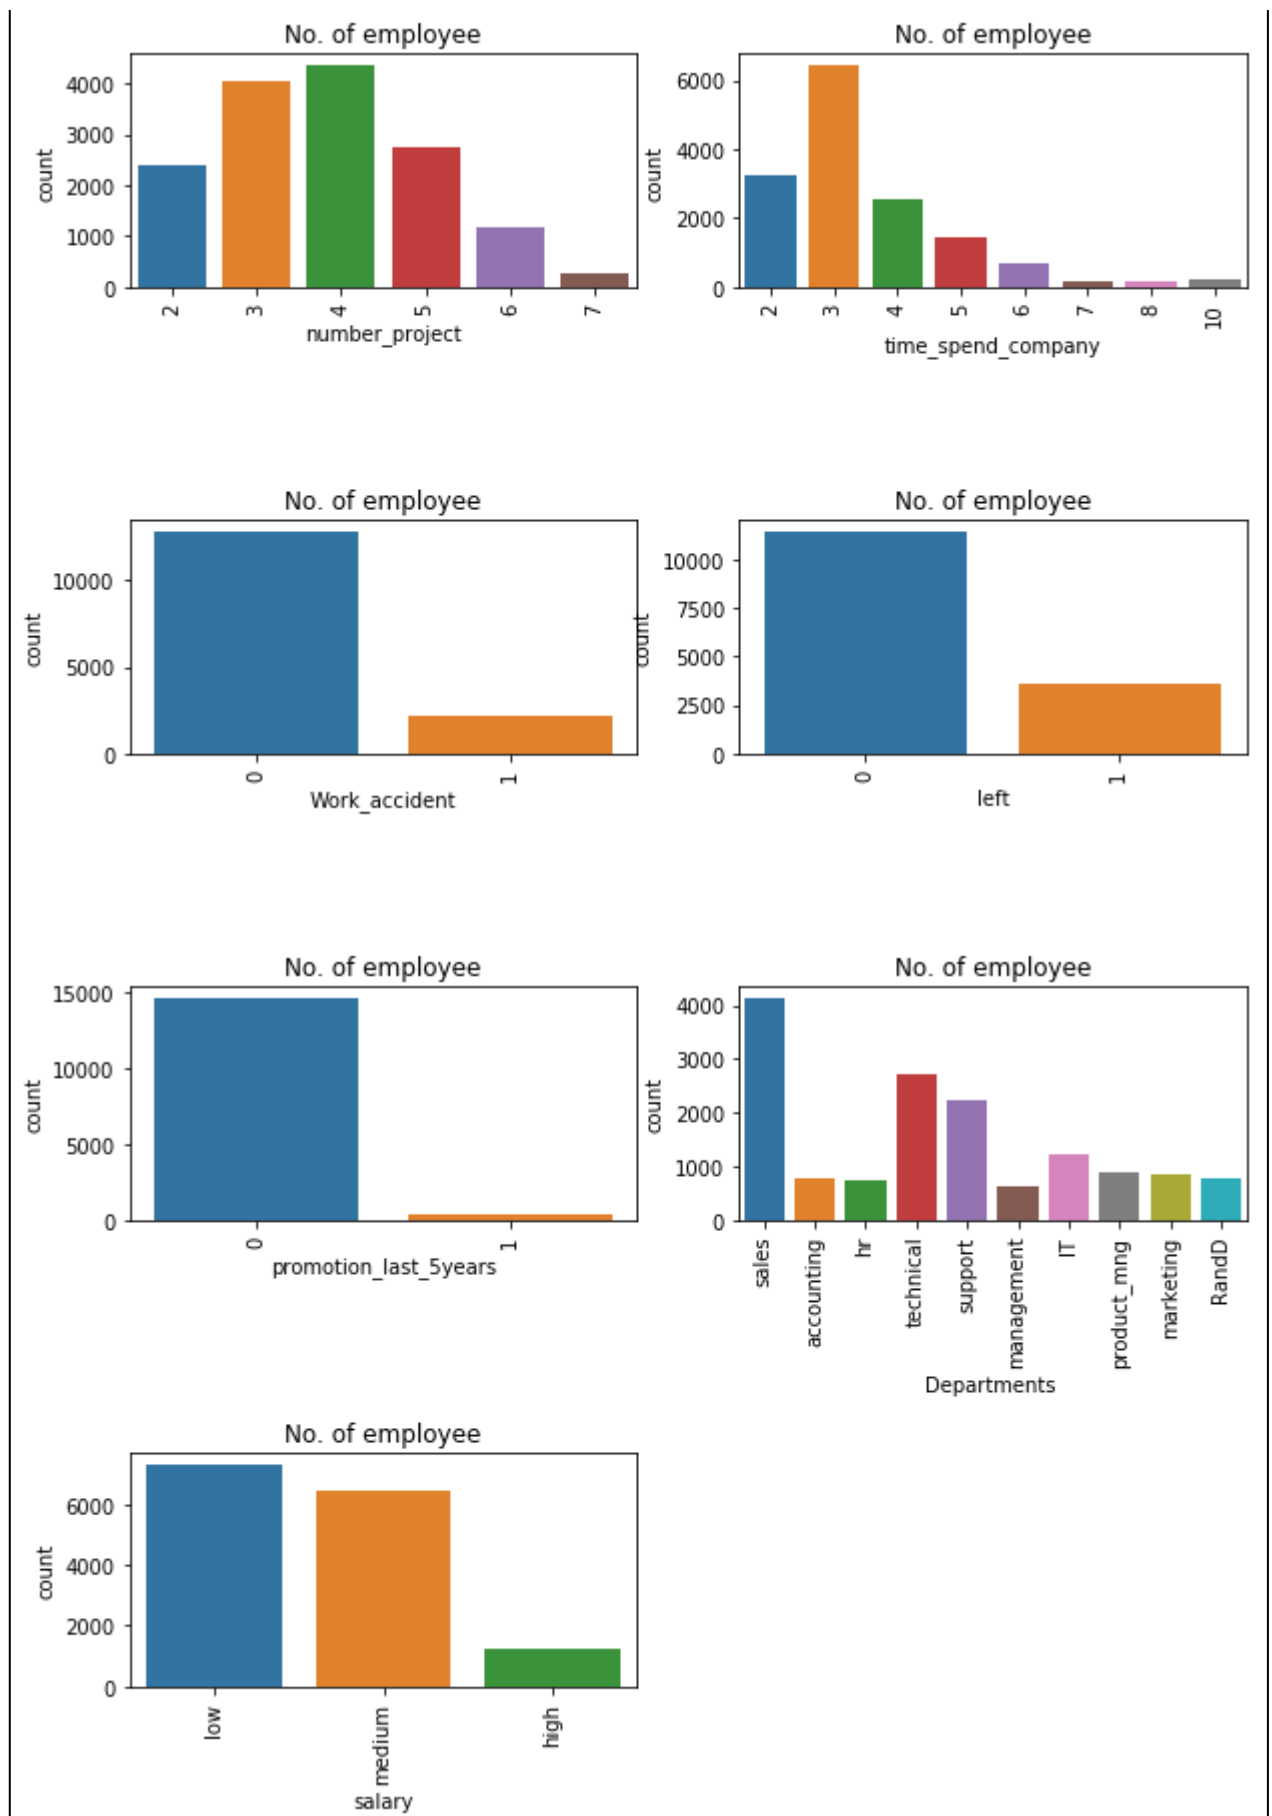 No. of employee
count
4000
3000
2000
1000
0
2 3 4 5 6 7
number_project
No. of employee
count
6000
4000
2000
0
2 3 4 5 6 7 8 10
time_spend_company
No. of employee
count
10000
5000
0
0 1
Work_accident
No. of employee
count
10000
7500
5000
2500
0
0 1
left
No. of employee
count
15000
10000
5000
0
0 1
promotion_last_5years
No. of employee
count
4000
3000
2000
1000
0
sales accounting hr technical support management IT product_mng marketing RandD
Departments
No. of employee
count
6000
4000
2000
0
low medium high
salary